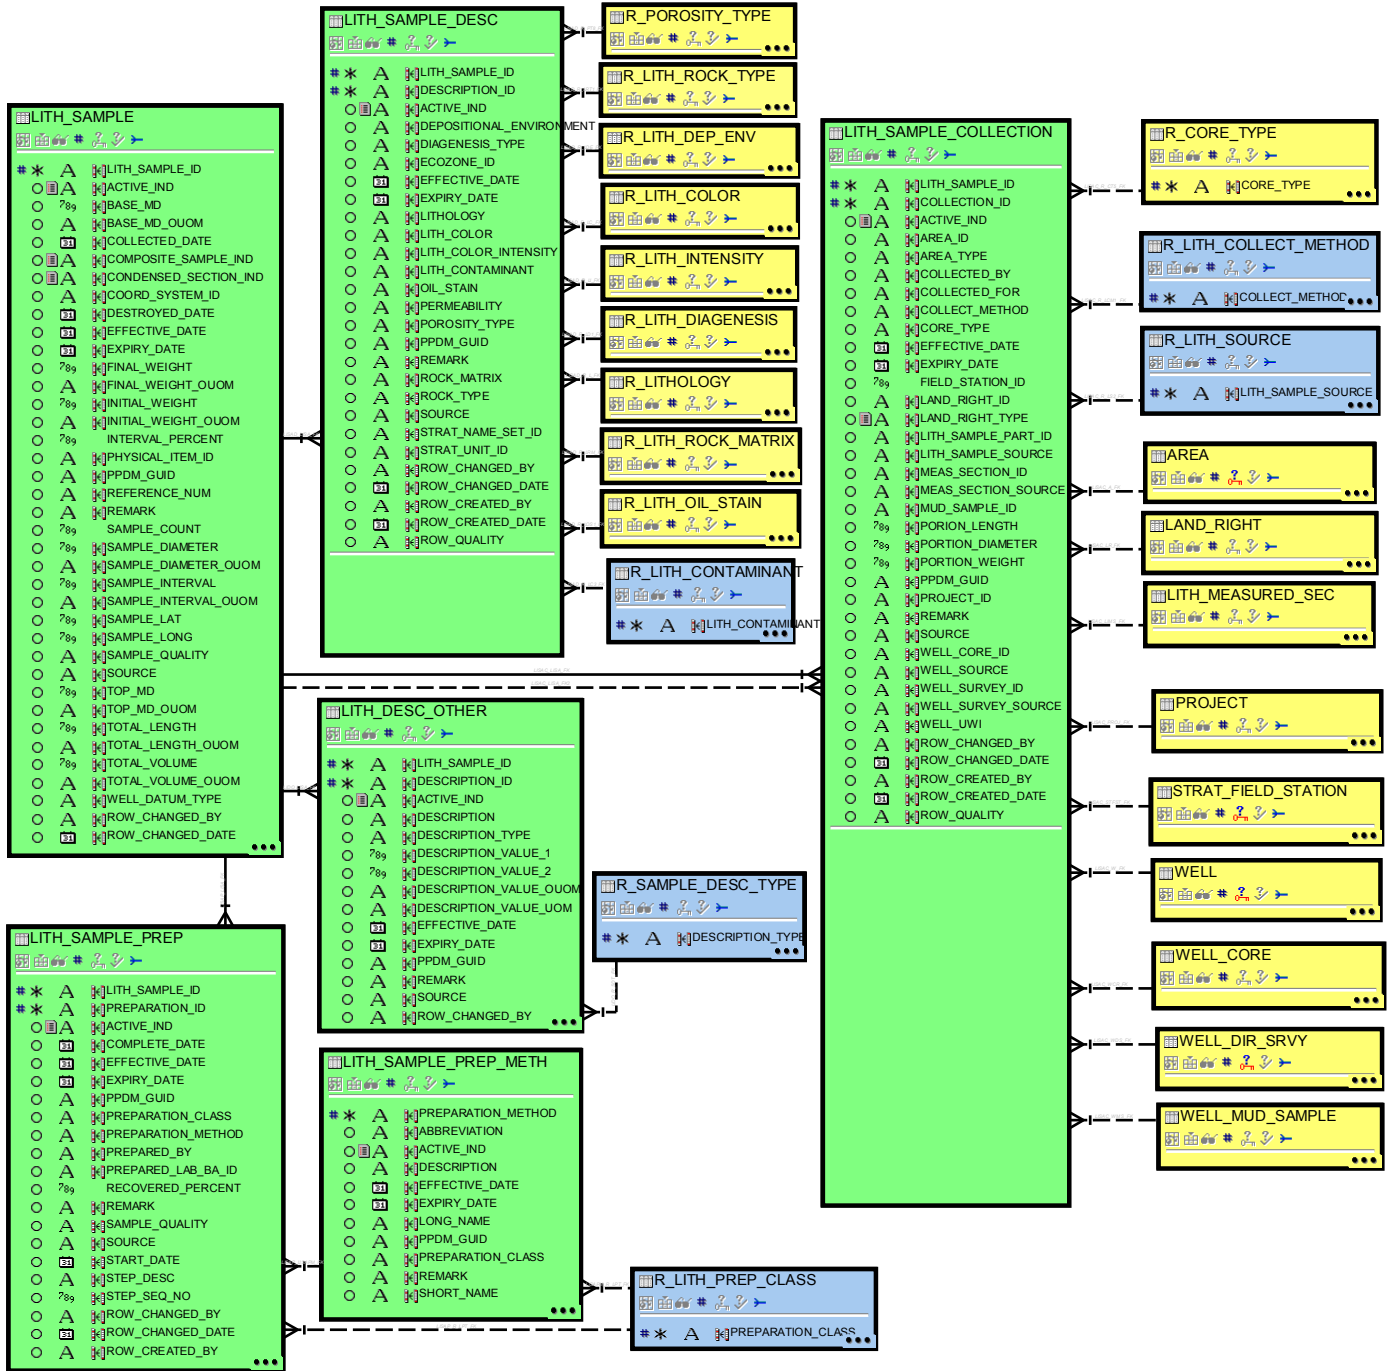 LITH_SAMPLE
LITH_SAMPLE_ID
ACTIVE_IND
BASE_MD
BASE_MD_OUOM
COLLECTED_DATE
COMPOSITE_SAMPLE_IND
CONDENSED_SECTION_IND
COORD_SYSTEM_ID
DESTROYED_DATE
EFFECTIVE_DATE
EXPIRY_DATE
FINAL_WEIGHT
FINAL_WEIGHT_OUOM
INITIAL_WEIGHT
INITIAL_WEIGHT_OUOM
INTERVAL_PERCENT
PHYSICAL_ITEM_ID
PPDM_GUID
REFERENCE_NUM
REMARK
SAMPLE_COUNT
SAMPLE_DIAMETER
SAMPLE_DIAMETER_OUOM
SAMPLE_INTERVAL
SAMPLE_INTERVAL_OUOM
SAMPLE_LAT
SAMPLE_LONG
SAMPLE_QUALITY
SOURCE
TOP_MD
TOP_MD_OUOM
TOTAL_LENGTH
TOTAL_LENGTH_OUOM
TOTAL_VOLUME
TOTAL_VOLUME_OUOM
WELL_DATUM_TYPE
ROW_CHANGED_BY
ROW_CHANGED_DATE
LITH_SAMPLE_PREP
LITH_SAMPLE_ID
PREPARATION_ID
ACTIVE_IND
COMPLETE_DATE
EFFECTIVE_DATE
EXPIRY_DATE
PPDM_GUID
PREPARATION_CLASS
PREPARATION_METHOD
PREPARED_BY
PREPARED_LAB_BA_ID
RECOVERED_PERCENT
REMARK
SAMPLE_QUALITY
SOURCE
START_DATE
STEP_DESC
STEP_SEQ_NO
ROW_CHANGED_BY
ROW_CHANGED_DATE
ROW_CREATED_BY
LITH_SAMPLE_DESC
LITH_SAMPLE_ID
DESCRIPTION_ID
ACTIVE_IND
DEPOSITIONAL_ENVIRONMENT
DIAGENESIS_TYPE
ECOZONE_ID
EFFECTIVE_DATE
EXPIRY_DATE
LITHOLOGY
LITH_COLOR
LITH_COLOR_INTENSITY
LITH_CONTAMINANT
OIL_STAIN
PERMEABILITY
POROSITY_TYPE
PPDM_GUID
REMARK
ROCK_MATRIX
ROCK_TYPE
SOURCE
STRAT_NAME_SET_ID
STRAT_UNIT_ID
ROW_CHANGED_BY
ROW_CHANGED_DATE
ROW_CREATED_BY
ROW_CREATED_DATE
ROW_QUALITY
LITH_DESC_OTHER
LITH_SAMPLE_ID
DESCRIPTION_ID
ACTIVE_IND
DESCRIPTION
DESCRIPTION_TYPE
DESCRIPTION_VALUE_1
DESCRIPTION_VALUE_2
DESCRIPTION_VALUE_OUOM
DESCRIPTION_VALUE_UOM
EFFECTIVE_DATE
EXPIRY_DATE
PPDM_GUID
REMARK
SOURCE
ROW_CHANGED_BY
LITH_SAMPLE_PREP_METH
PREPARATION_METHOD
ABBREVIATION
ACTIVE_IND
DESCRIPTION
EFFECTIVE_DATE
EXPIRY_DATE
LONG_NAME
PPDM_GUID
PREPARATION_CLASS
REMARK
SHORT_NAME
R_POROSITY_TYPE
R_LITH_ROCK_TYPE
R_LITH_DEP_ENV
R_LITH_COLOR
R_LITH_INTENSITY
R_LITH_DIAGENESIS
R_LITHOLOGY
R_LITH_ROCK_MATRIX
R_LITH_OIL_STAIN
R_LITH_CONTAMINANT
LITH_CONTAMINANT
R_SAMPLE_DESC_TYPE
DESCRIPTION_TYPE
R_LITH_PREP_CLASS
PREPARATION_CLASS
LITH_SAMPLE_COLLECTION
LITH_SAMPLE_ID
COLLECTION_ID
ACTIVE_IND
AREA_ID
AREA_TYPE
COLLECTED_BY
COLLECTED_FOR
COLLECT_METHOD
CORE_TYPE
EFFECTIVE_DATE
EXPIRY_DATE
FIELD_STATION_ID
LAND_RIGHT_ID
LAND_RIGHT_TYPE
LITH_SAMPLE_PART_ID
LITH_SAMPLE_SOURCE
MEAS_SECTION_ID
MEAS_SECTION_SOURCE
MUD_SAMPLE_ID
PORION_LENGTH
PORTION_DIAMETER
PORTION_WEIGHT
PPDM_GUID
PROJECT_ID
REMARK
SOURCE
WELL_CORE_ID
WELL_SOURCE
WELL_SURVEY_ID
WELL_SURVEY_SOURCE
WELL_UWI
ROW_CHANGED_BY
ROW_CHANGED_DATE
ROW_CREATED_BY
ROW_CREATED_DATE
ROW_QUALITY
R_CORE_TYPE
CORE_TYPE
R_LITH_COLLECT_METHOD
COLLECT_METHOD
R_LITH_SOURCE
LITH_SAMPLE_SOURCE
AREA
LAND_RIGHT
LITH_MEASURED_SEC
PROJECT
STRAT_FIELD_STATION
WELL
WELL_CORE
WELL_DIR_SRVY
WELL_MUD_SAMPLE